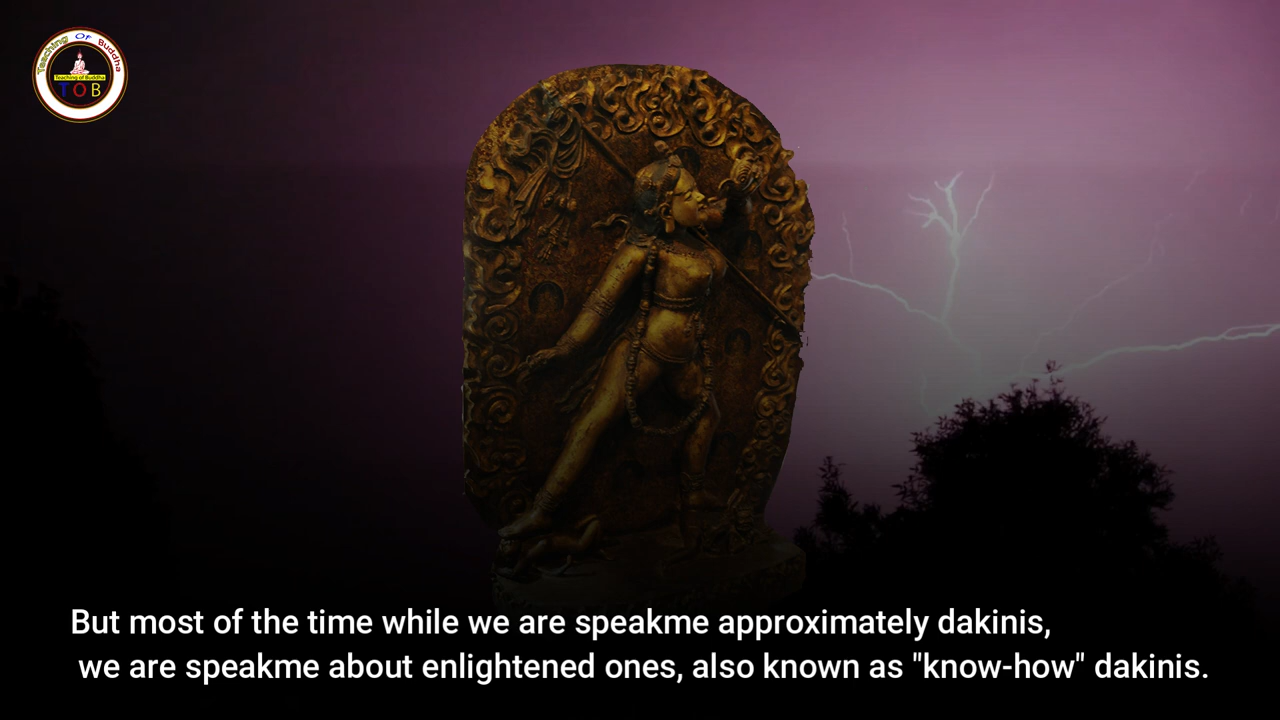 Teaching Of Buddha
Teaching of Buddha
T O B
But most of the time while we are speakme approximately dakinis,
we are speakme about enlightened ones, also known as "know-how" dakinis.